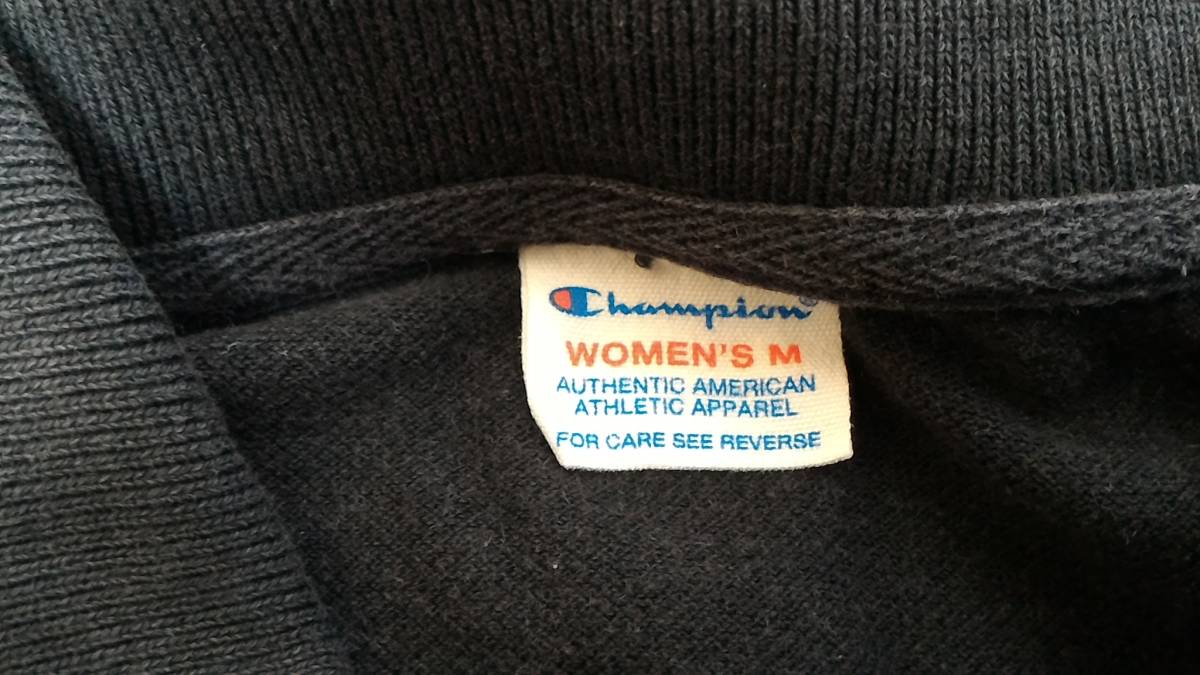 Champion®
WOMEN'S M
AUTHENTIC AMERICAN
ATHLETIC APPAREL
FOR CARE SEE REVERSE